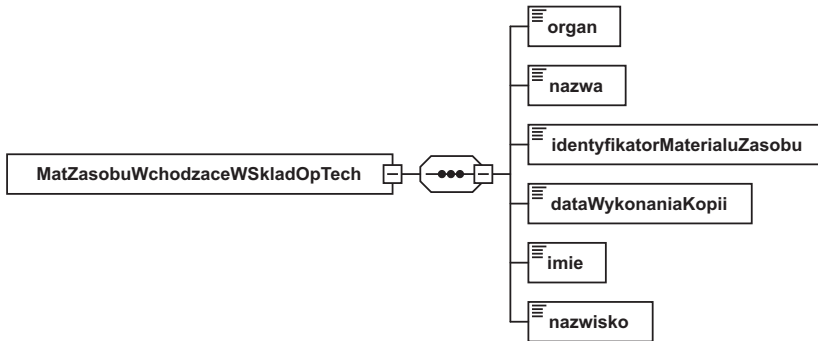 organ
nazwa
identyfikatorMaterialuZasobu
MatZasobuWchodzaceWSkladOpTech
dataWykonaniaKopii
imie
nazwisko